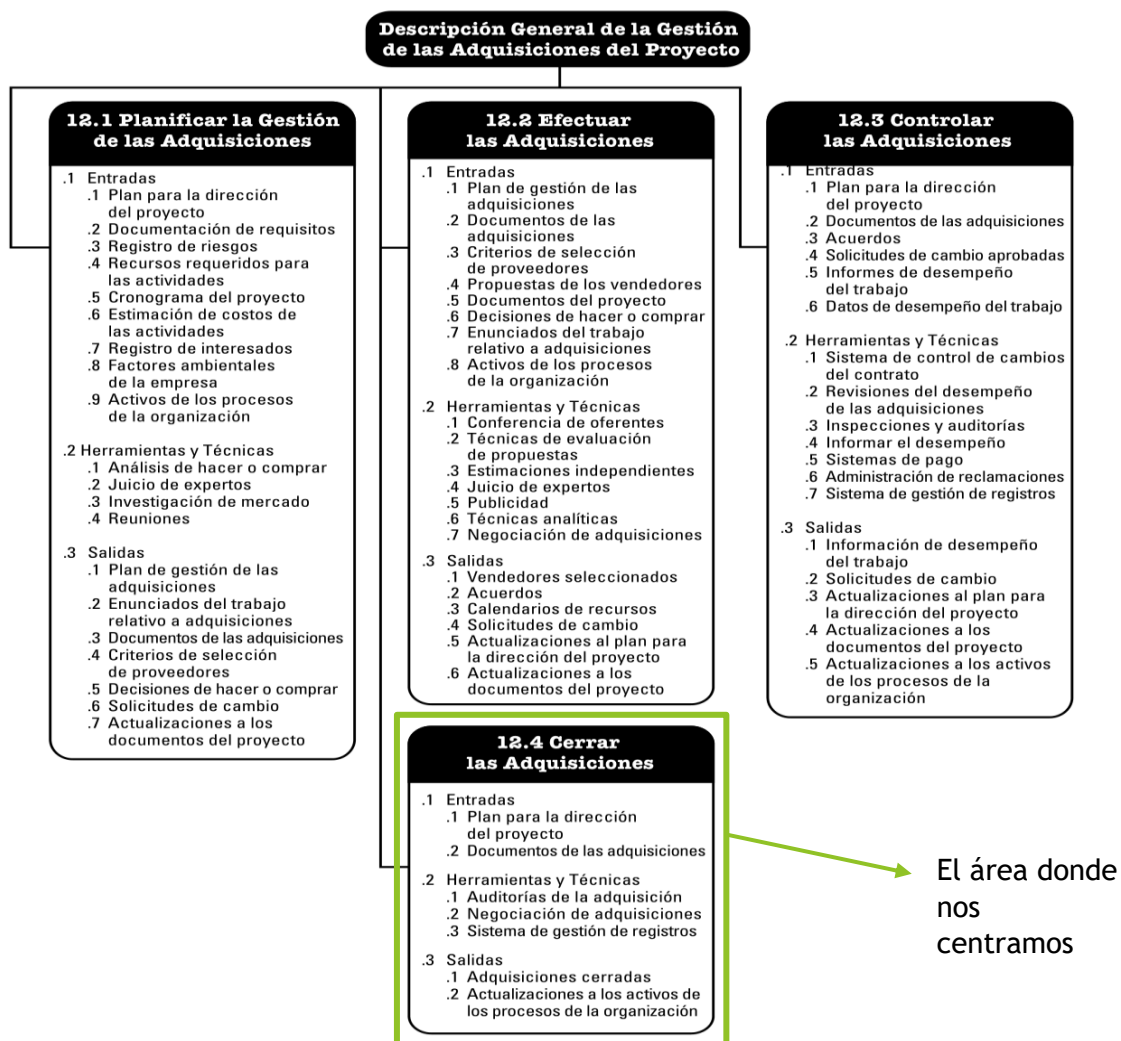 Descripción General de la Gestión
de las Adquisiciones del Proyecto
12.1 Planificar la Gestión
de las Adquisiciones
.1 Entradas
.1 Plan para la dirección
del proyecto
.2 Documentación de requisitos
.3 Registro de riesgos
.4 Recursos requeridos para
las actividades
.5 Cronograma del proyecto
.6 Estimación de costos de
las actividades
.7 Registro de interesados
.8 Factores ambientales
de la empresa
.9 Activos de los procesos
de la organización
.2 Herramientas y Técnicas
.1 Análisis de hacer o comprar
.2 Juicio de expertos
.3 Investigación de mercado
.4 Reuniones
.3 Salidas
.1 Plan de gestión de las
adquisiciones
.2 Enunciados del trabajo
relativo a adquisiciones
.3 Documentos de las adquisiciones
.4 Criterios de selección
de proveedores
.5 Decisiones de hacer o comprar
.6 Solicitudes de cambio
.7 Actualizaciones a los
documentos del proyecto
12.2 Efectuar
las Adquisiciones
.1 Entradas
.1 Plan de gestión de las
adquisiciones
.2 Documentos de las
adquisiciones
.3 Criterios de selección
de proveedores
.4 Propuestas de los vendedores
.5 Documentos del proyecto
.6 Decisiones de hacer o comprar
.7 Enunciados del trabajo
relativo a adquisiciones
.8 Activos de los procesos
de la organización
.2 Herramientas y Técnicas
.1 Conferencia de oferentes
.2 Técnicas de evaluación
de propuestas
.3 Estimaciones independientes
.4 Juicio de expertos
.5 Publicidad
.6 Técnicas analíticas
.7 Negociación de adquisiciones
.3 Salidas
.1 Vendedores seleccionados
.2 Acuerdos
.3 Calendarios de recursos
.4 Solicitudes de cambio
.5 Actualizaciones al plan para
la dirección del proyecto
.6 Actualizaciones a los
documentos del proyecto
12.3 Controlar
las Adquisiciones
.1 Entradas
.1 Plan para la dirección
del proyecto
.2 Documentos de las adquisiciones
.3 Acuerdos
.4 Solicitudes de cambio aprobadas
.5 Informes de desempeño
del trabajo
.6 Datos de desempeño del trabajo
.2 Herramientas y Técnicas
.1 Sistema de control de cambios
del contrato
.2 Revisiones del desempeño
de las adquisiciones
.3 Inspecciones y auditorías
.4 Informar el desempeño
.5 Sistemas de pago
.6 Administración de reclamaciones
.7 Sistema de gestión de registros
.3 Salidas
.1 Información de desempeño
del trabajo
.2 Solicitudes de cambio
.3 Actualizaciones al plan para
la dirección del proyecto
.4 Actualizaciones a los
documentos del proyecto
.5 Actualizaciones a los activos
de los procesos de la
organización
12.4 Cerrar
las Adquisiciones
.1 Entradas
.1 Plan para la dirección
del proyecto
.2 Documentos de las adquisiciones
.2 Herramientas y Técnicas
.1 Auditorías de la adquisición
.2 Negociación de adquisiciones
.3 Sistema de gestión de registros
.3 Salidas
.1 Adquisiciones cerradas
.2 Actualizaciones a los activos de
los procesos de la organización
El área donde
nos
centramos